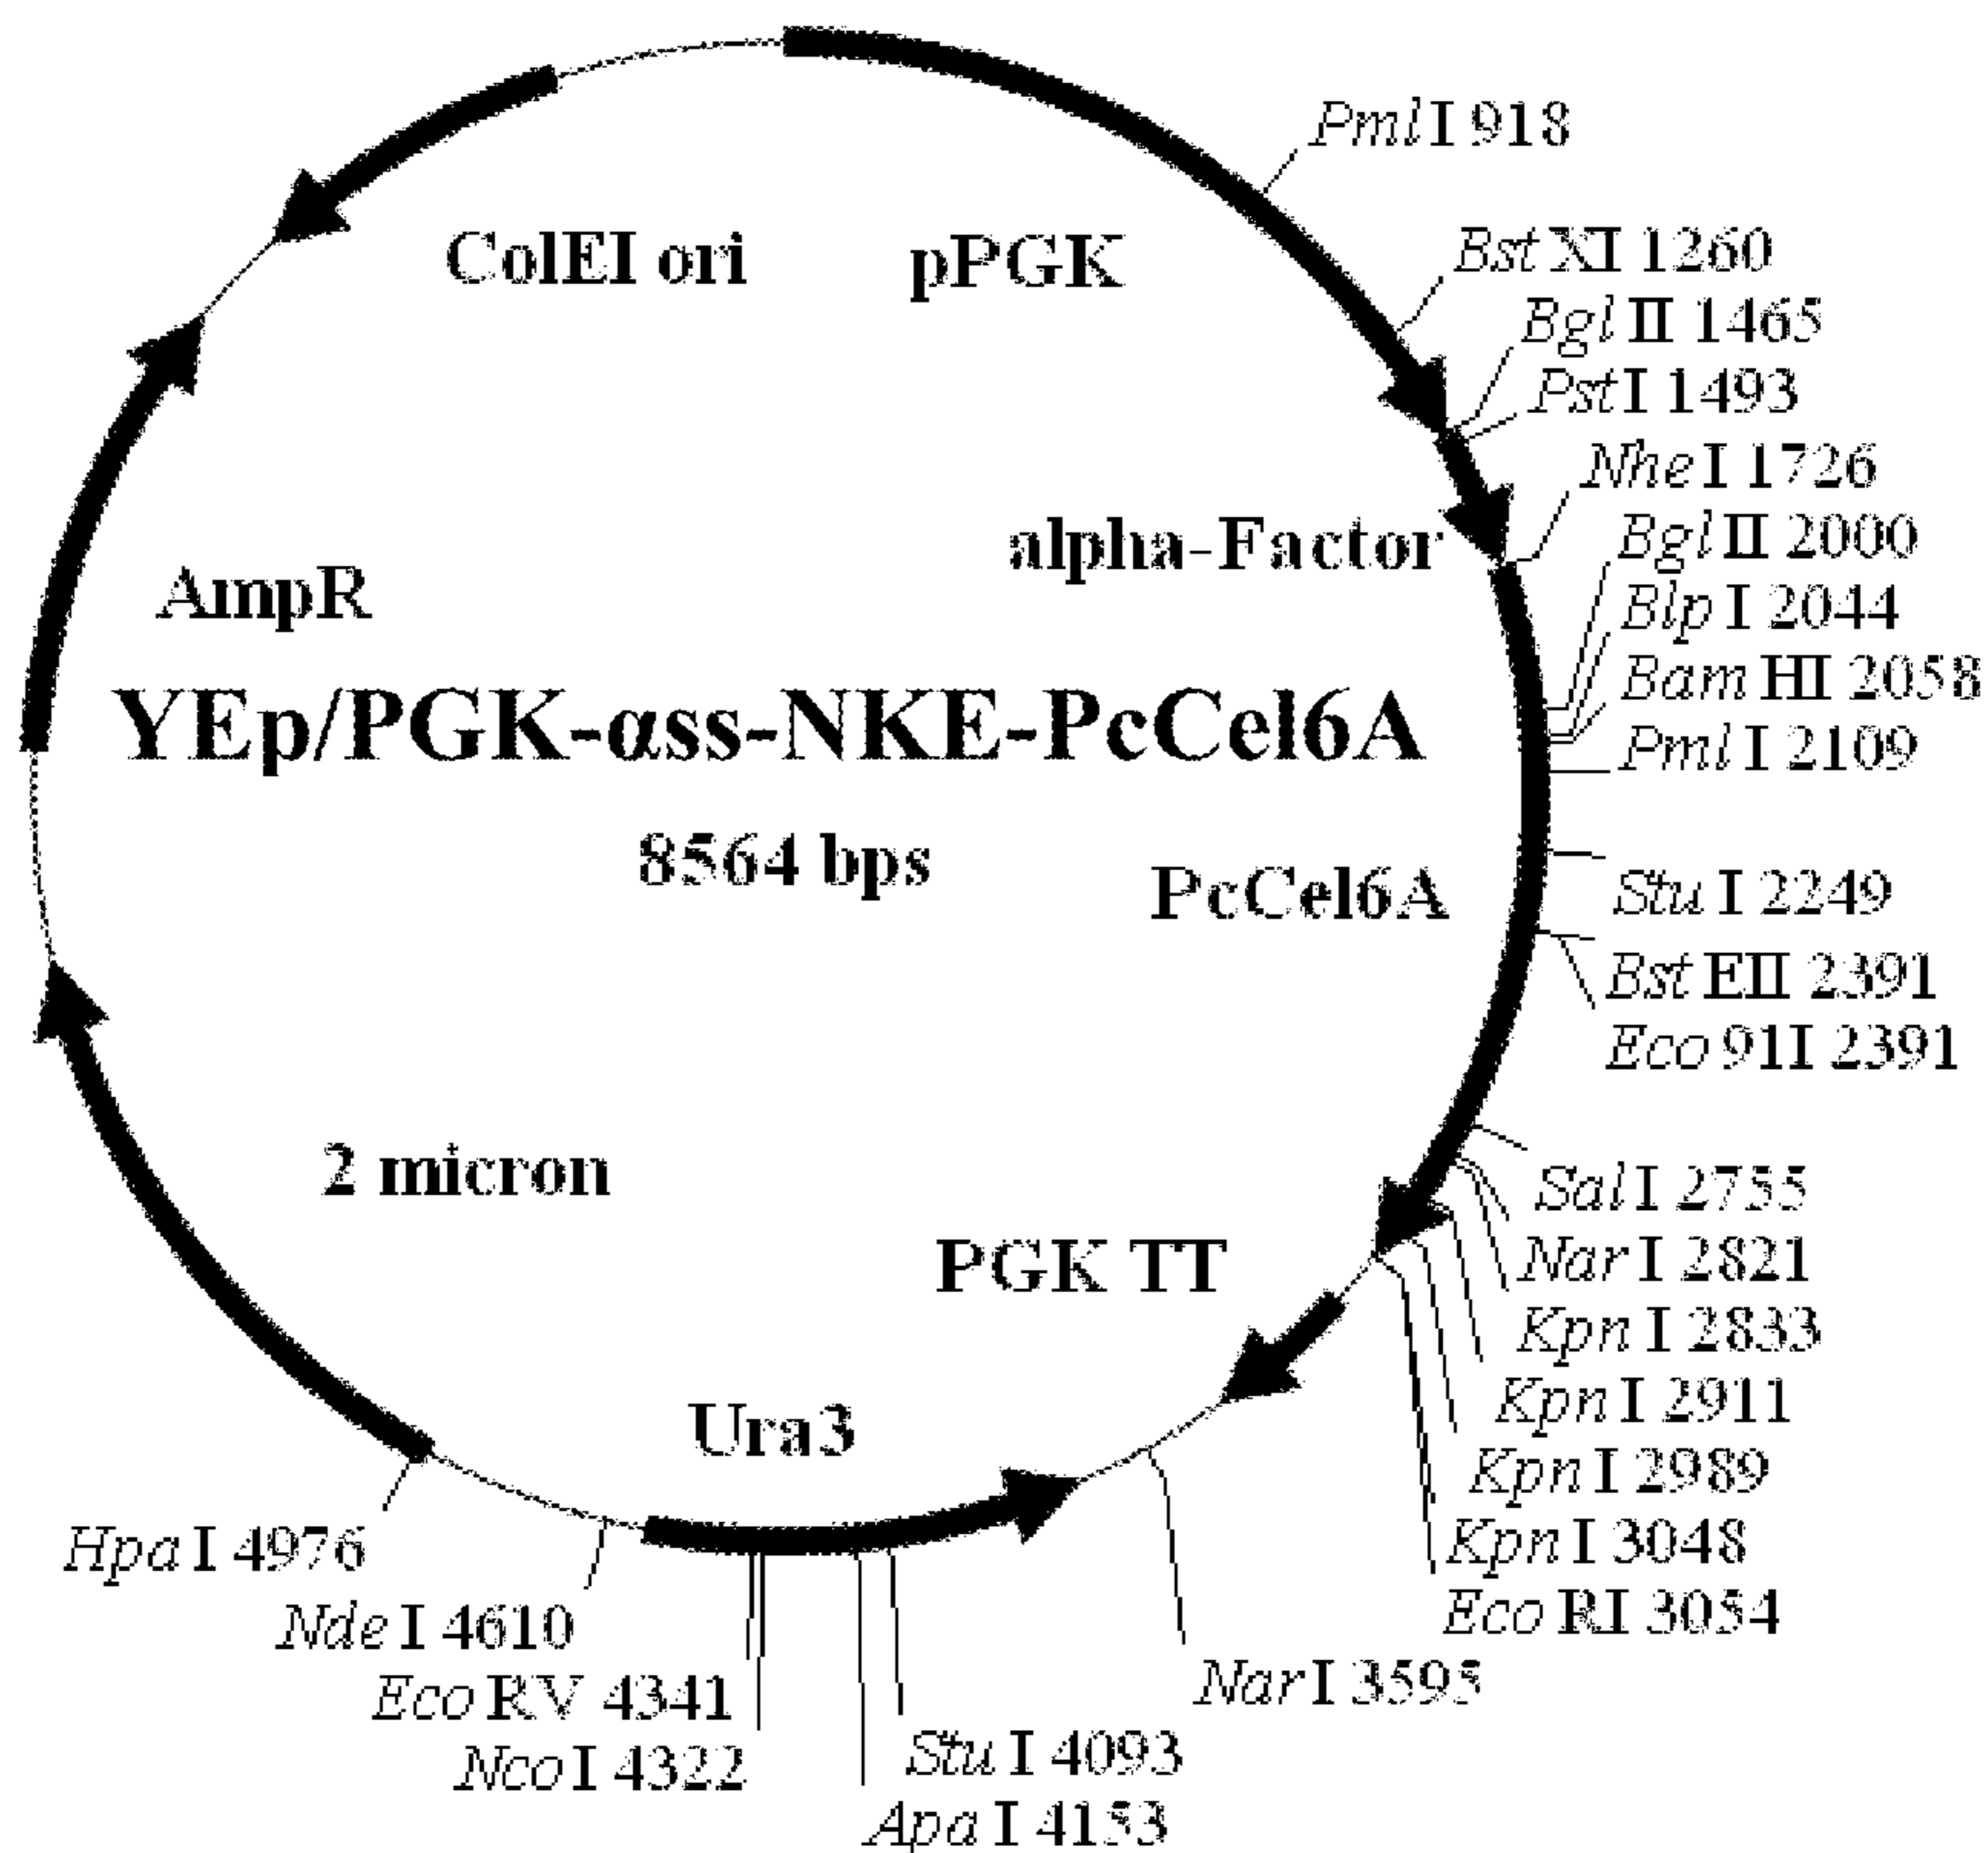 PmlI 918
ColEI ori
pPGK
BstXI 1260
BglII 1465
PstI 1493
NheI 1726
alpha-Factor
BglII 2000
AmpR
BlpI 2044
BamHI 2058
YEp/PGK-αss-NKE-PcCel6A
PmlI 2109
8564 bps
PcCel6A
StuI 2249
BstEII 2391
Eco91I 2391
2 micron
SalI 2755
PGK TT
NarI 2821
KpnI 2833
KpnI 2911
Ura3
KpnI 2989
HpaI 4976
KpnI 3048
NdeI 4610
EcoRI 3054
EcoRV 4341
NarI 3595
NcoI 4322
StuI 4093
ApaI 4153